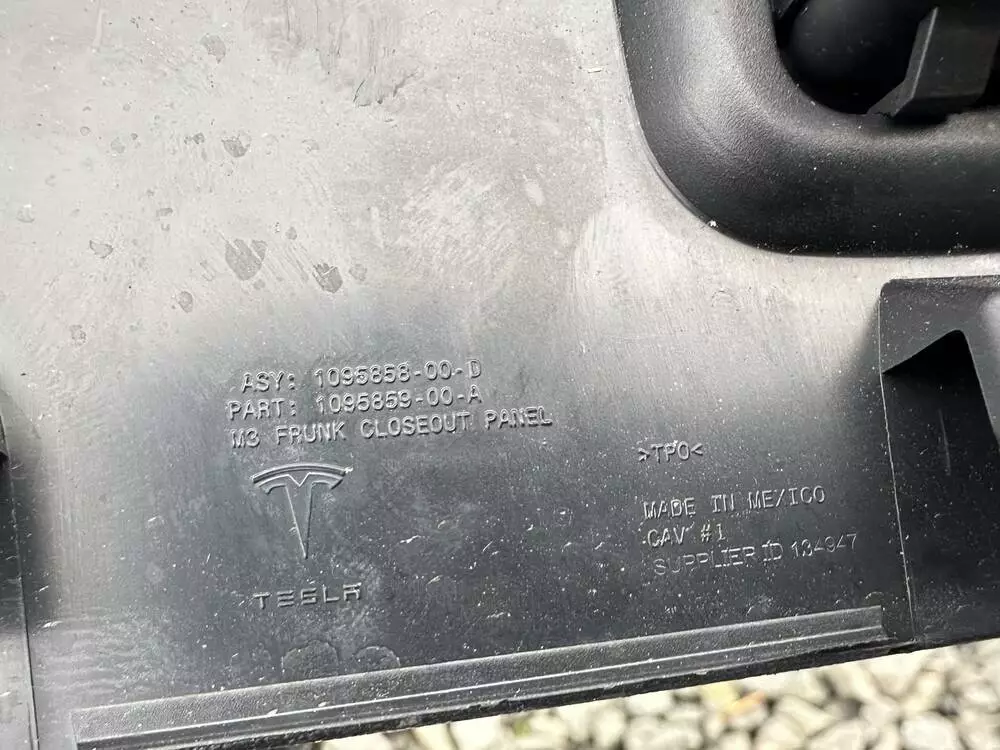 ASY: 1095858-00-D
PART: 1095859-00-A
M3 FRUNK CLOSEOUT PANEL
TESLA
>TPO<
MADE IN MEXICO
CAV #1
SUPPLIER ID 134947